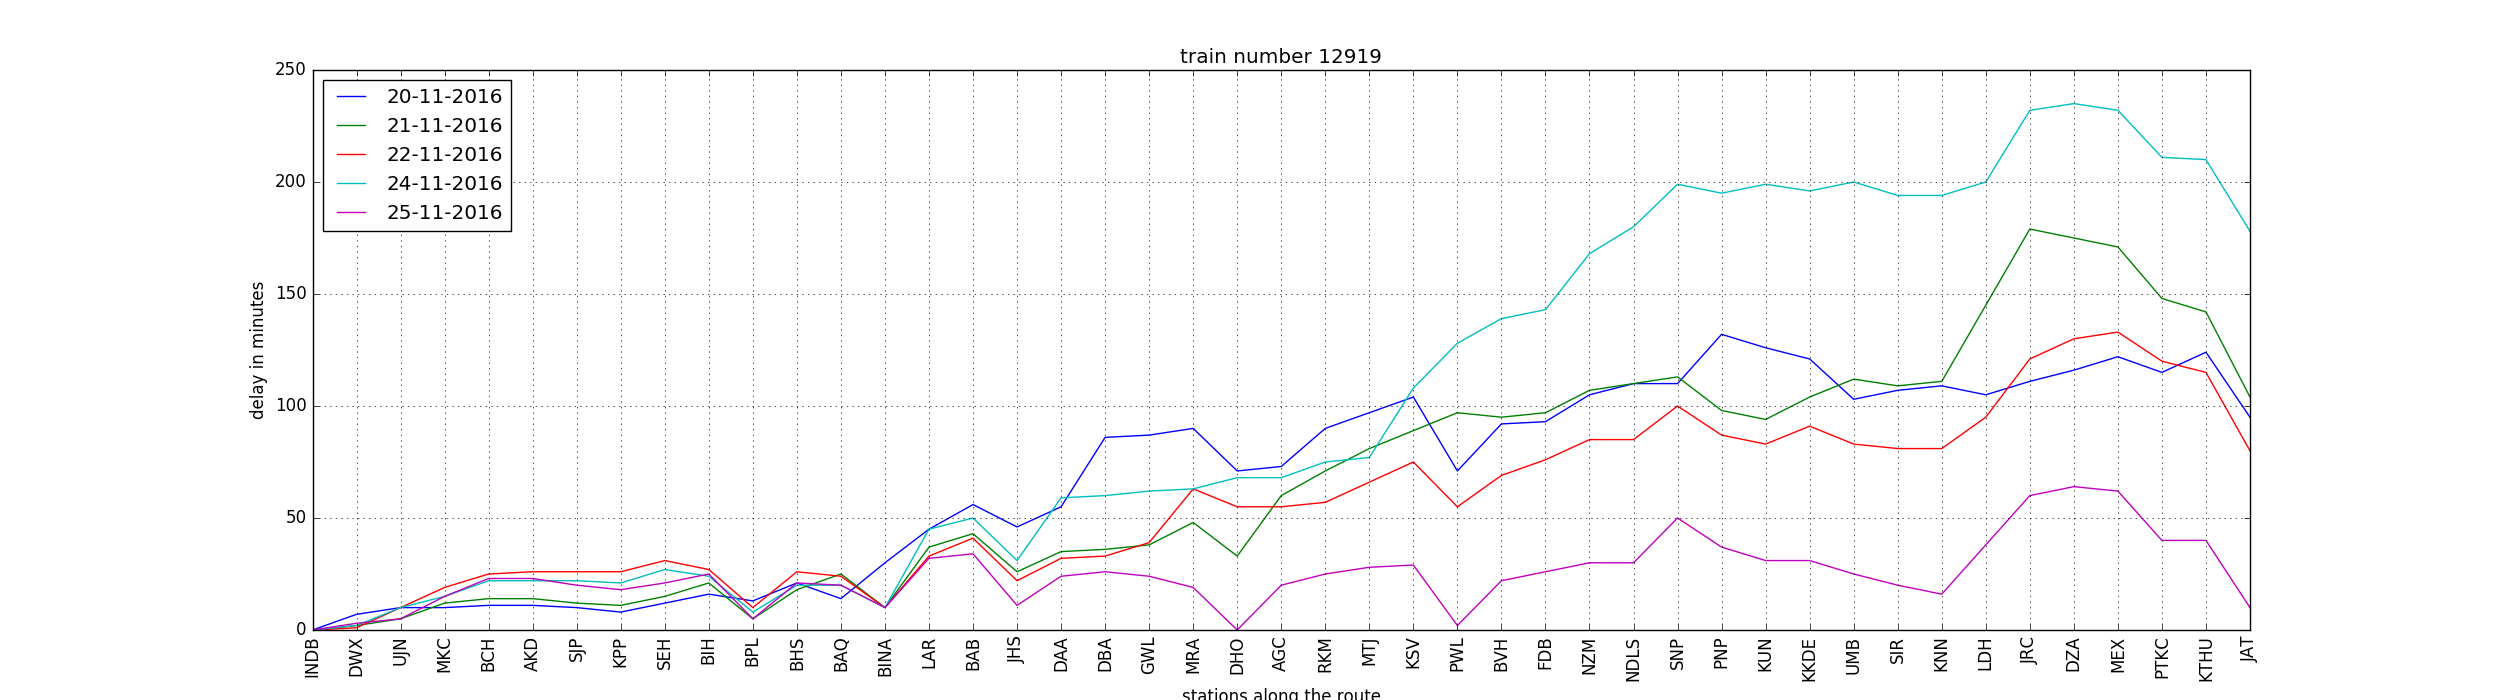 train number 12919
250
200
150
100
50
0
delay in minutes
20-11-2016
21-11-2016
22-11-2016
24-11-2016
25-11-2016
INDB
DWX
UJN
MKC
BCH
AKD
SJP
KPP
SEH
BIH
BPL
BHS
BAQ
BINA
LAR
BAB
JHS
DAA
DBA
GWL
MRA
DHO
AGC
RKM
MTJ
KSV
PWL
BVH
FDB
NZM
NDLS
SNP
PNP
KUN
KKDE
UMB
SIR
KNN
LDH
JRC
DZA
MEX
PTKC
KTHU
JAT
stations along the route